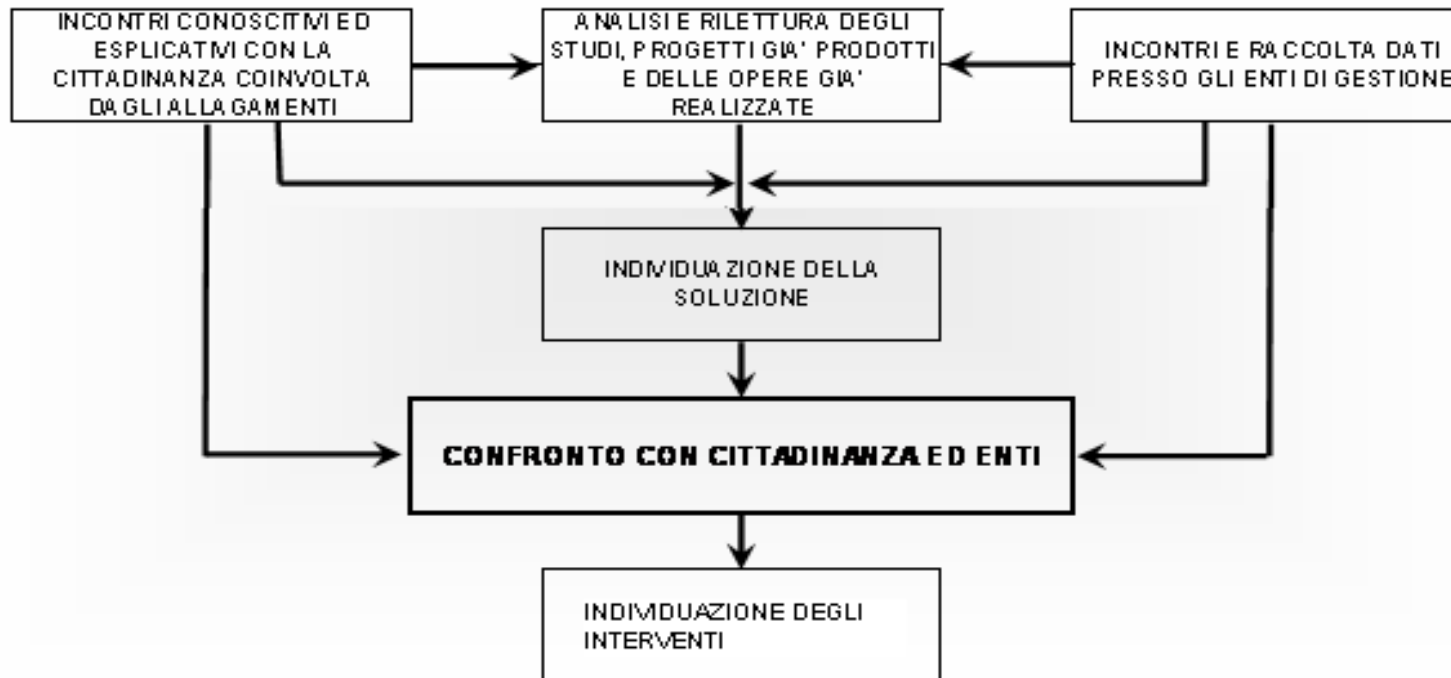 INCONTRI CONOSCITIVI ED
ESPLICATIVI CON LA
CITTADINANZA COINVOLTA
DAGLI ALLAGAMENTI
ANALISI E RILETTURA DEGLI
STUDI, PROGETTI GIA' PRODOTTI
E DELLE OPERE GIA'
REALIZZATE
INCONTRI E RACCOLTA DATI
PRESSO GLI ENTI DI GESTIONE
INDIVIDUAZIONE DELLA
SOLUZIONE
CONFRONTO CON CITTADINANZA ED ENTI
INDIVIDUAZIONE DEGLI
INTERVENTI